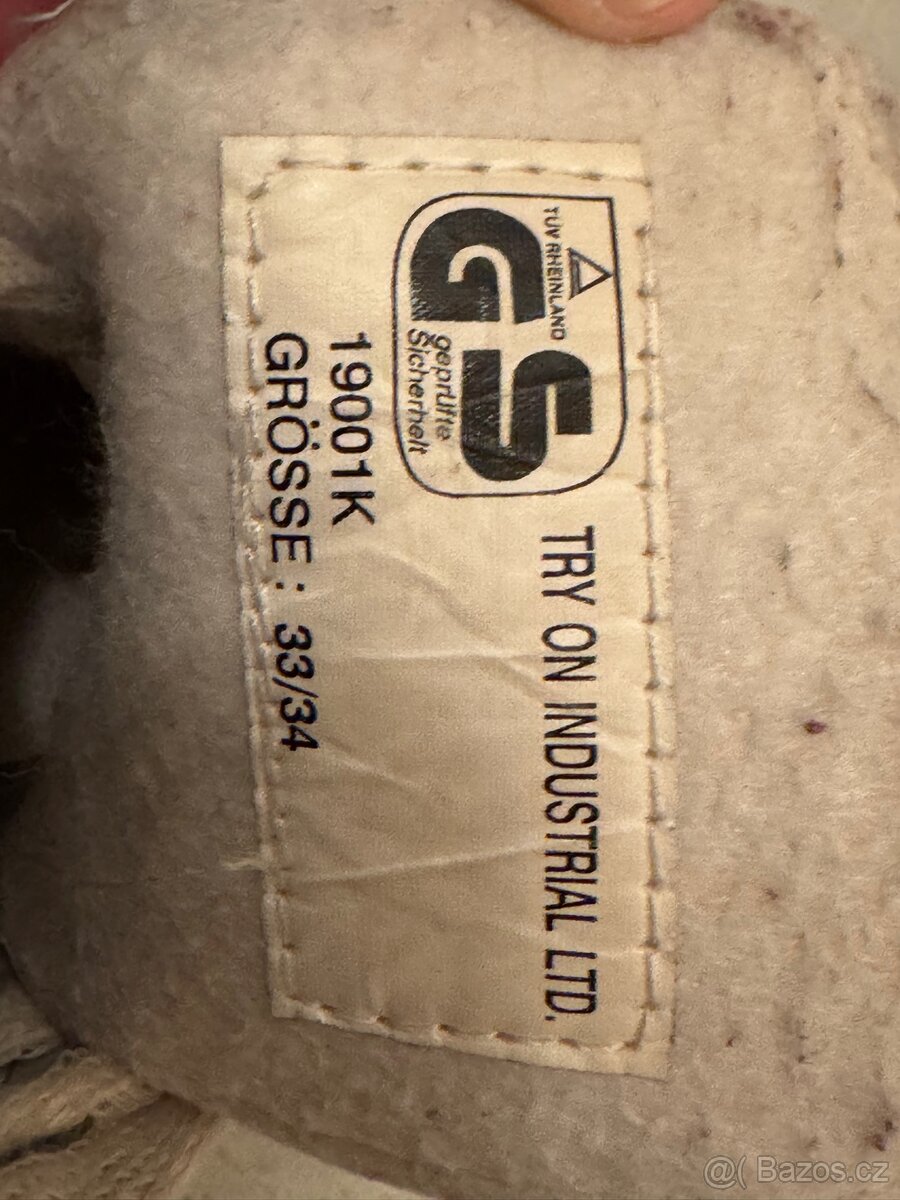 TÜV RHEINLAND
GS
geprüfte
Sicherheit
TRY ON INDUSTRIAL LTD.
19001K
GRÖSSE: 33/34
@( Bazos.cz